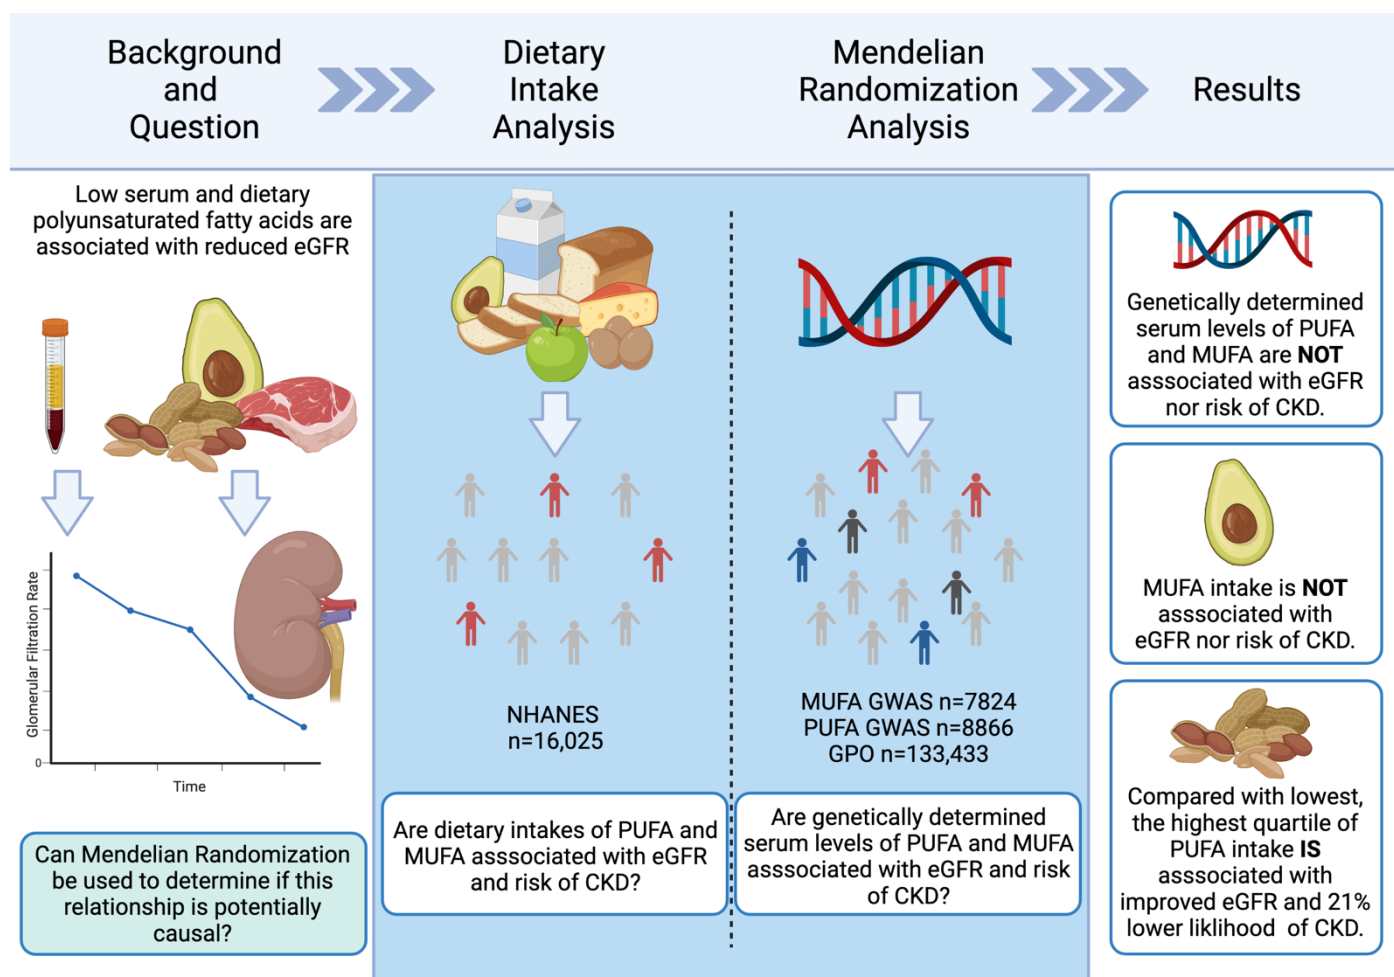 Background
and
Question
Dietary
Intake
Analysis
Mendelian
Randomization
Analysis
Results
Low serum and dietary
polyunsaturated fatty acids are
associated with reduced eGFR
Glomerular Filtration Rate
0
Time
Can Mendelian Randomization
be used to determine if this
relationship is potentially
causal?
NHANES
n=16,025
Are dietary intakes of PUFA and
MUFA asssociated with eGFR
and risk of CKD?
MUFA GWAS n=7824
PUFA GWAS n=8866
GPO n=133,433
Are genetically determined
serum levels of PUFA and MUFA
asssociated with eGFR and risk
of CKD?
Genetically determined
serum levels of PUFA
and MUFA are NOT
asssociated with eGFR
nor risk of CKD.
MUFA intake is NOT
asssociated with
eGFR nor risk of CKD.
Compared with lowest,
the highest quartile of
PUFA intake IS
asssociated with
improved eGFR and 21%
lower liklihood of CKD.